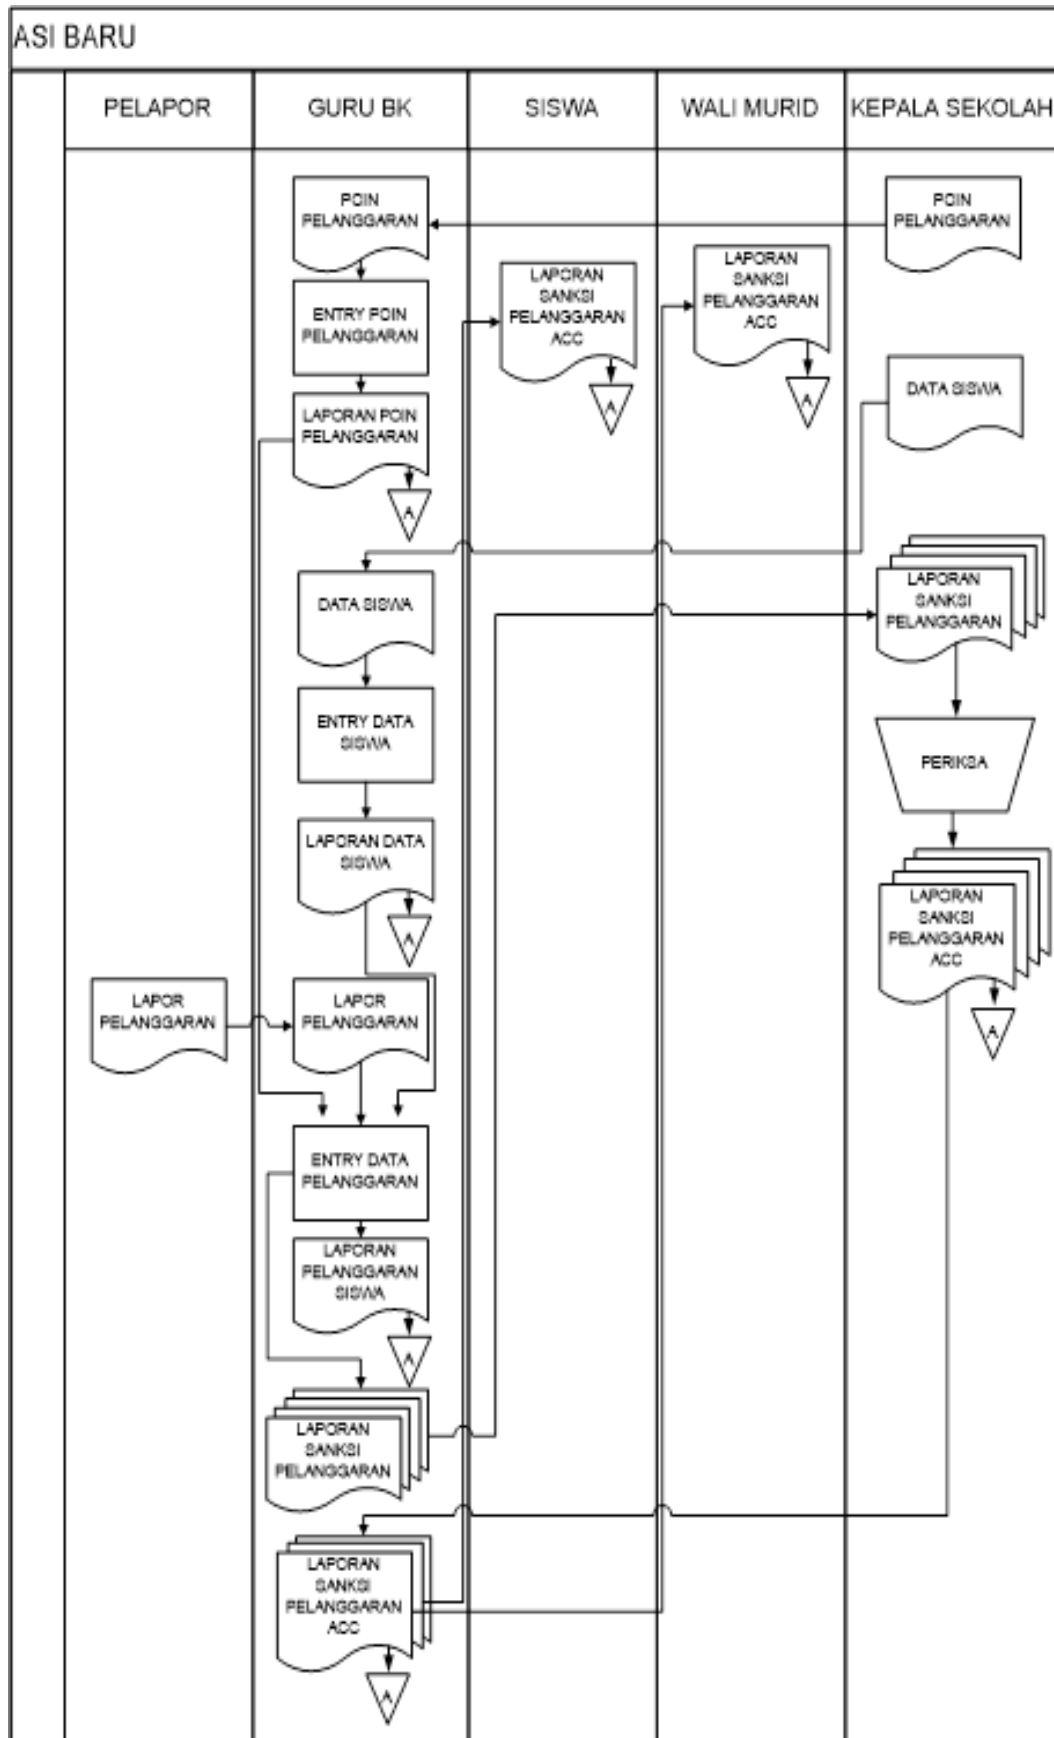 ASI BARU
PELAPOR
GURU BK
SISWA
WALI MURID
KEPALA SEKOLAH
POIN
PELANGGARAN
POIN
PELANGGARAN
LAPORAN
SANKSI
PELANGGARAN
ACC
LAPORAN
SANKSI
PELANGGARAN
ACC
ENTRY POIN
PELANGGARAN
A
A
DATA SISWA
LAPORAN POIN
PELANGGARAN
A
DATA SISWA
LAPORAN
SANKSI
PELANGGARAN
ENTRY DATA
SISWA
PERIKSA
LAPORAN DATA
SISWA
A
LAPORAN
SANKSI
PELANGGARAN
ACC
A
LAPOR
PELANGGARAN
LAPOR
PELANGGARAN
ENTRY DATA
PELANGGARAN
LAPORAN
PELANGGARAN
SISWA
A
LAPORAN
SANKSI
PELANGGARAN
LAPORAN
SANKSI
PELANGGARAN
ACC
A